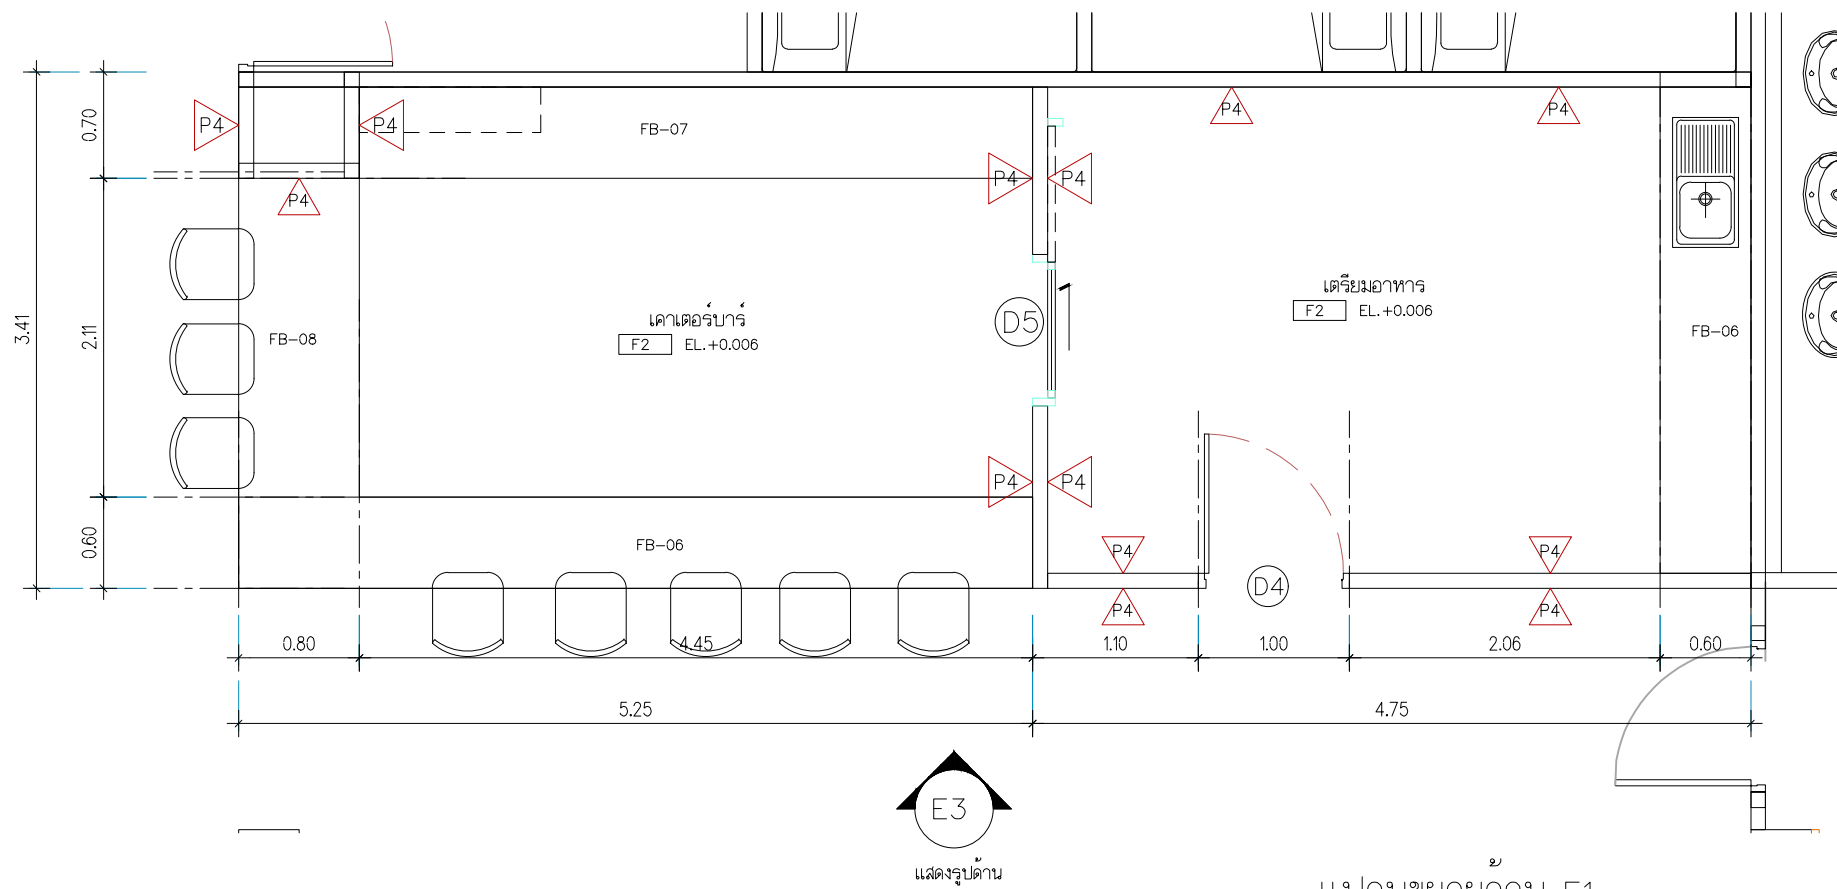 P4
P4
FB-07
P4
P4
0.70
P4
P4
P4
3.41
2.11
FB-08
เคาเตอร์บาร์
F2 EL.+0.006
D5
เตรียมอาหาร
F2 EL.+0.006
FB-06
P4
P4
0.60
FB-06
P4
P4
D4
P4
P4
0.80
4.45
1.10
1.00
2.06
0.60
5.25
4.75
E3
แสดงรูปด้าน